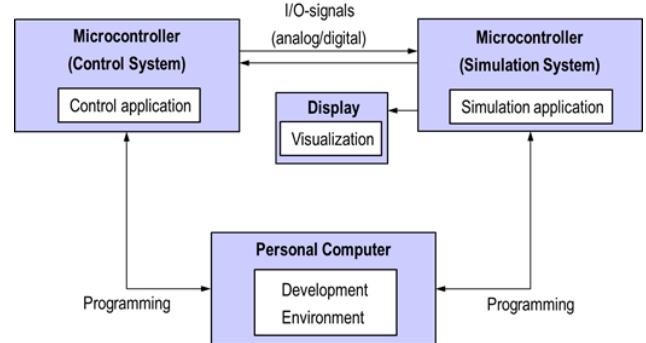 I/O-signals
(analog/digital)
Microcontroller
(Control System)
Control application
Microcontroller
(Simulation System)
Simulation application
Display
Visualization
Personal Computer
Development
Environment
Programming
Programming